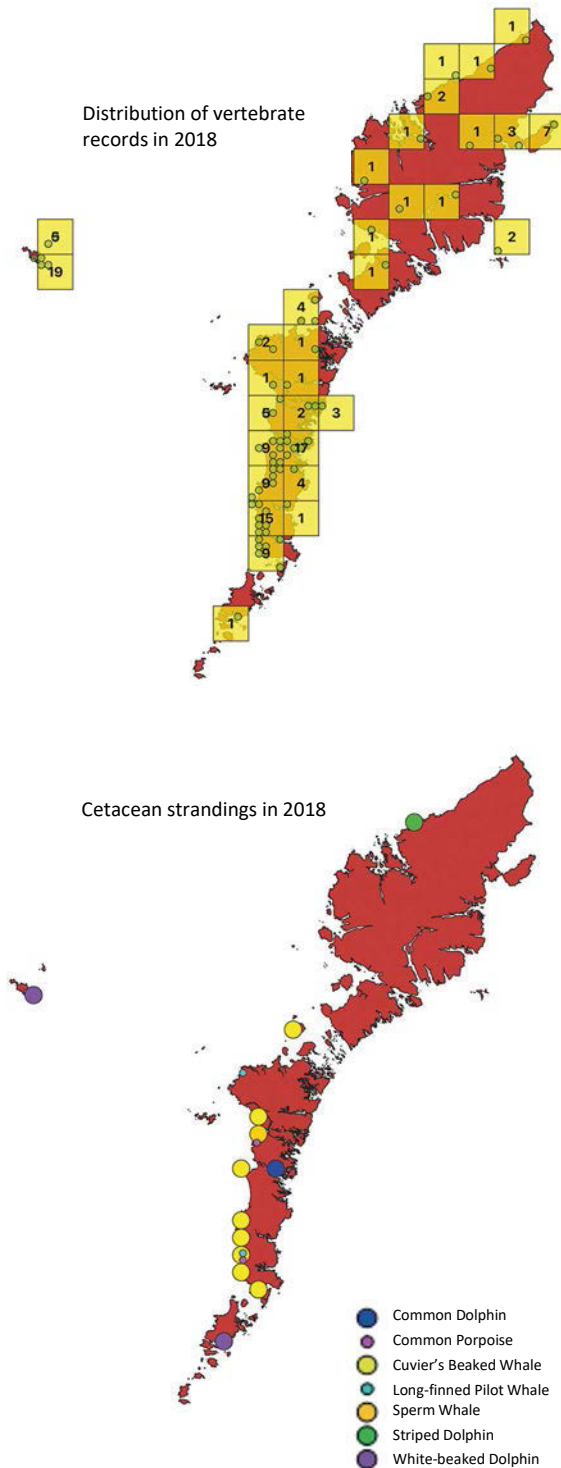 1
1 1
2
Distribution of vertebrate
records in 2018
1 1 3 7
1
1 1
1 2
19 1
4
2 1
1 1
2 3
9 17
9 4
15 1
9
1
Cetacean strandings in 2018
Common Dolphin
Common Porpoise
Cuvier's Beaked Whale
Long-finned Pilot Whale
Sperm Whale
Striped Dolphin
White-beaked Dolphin